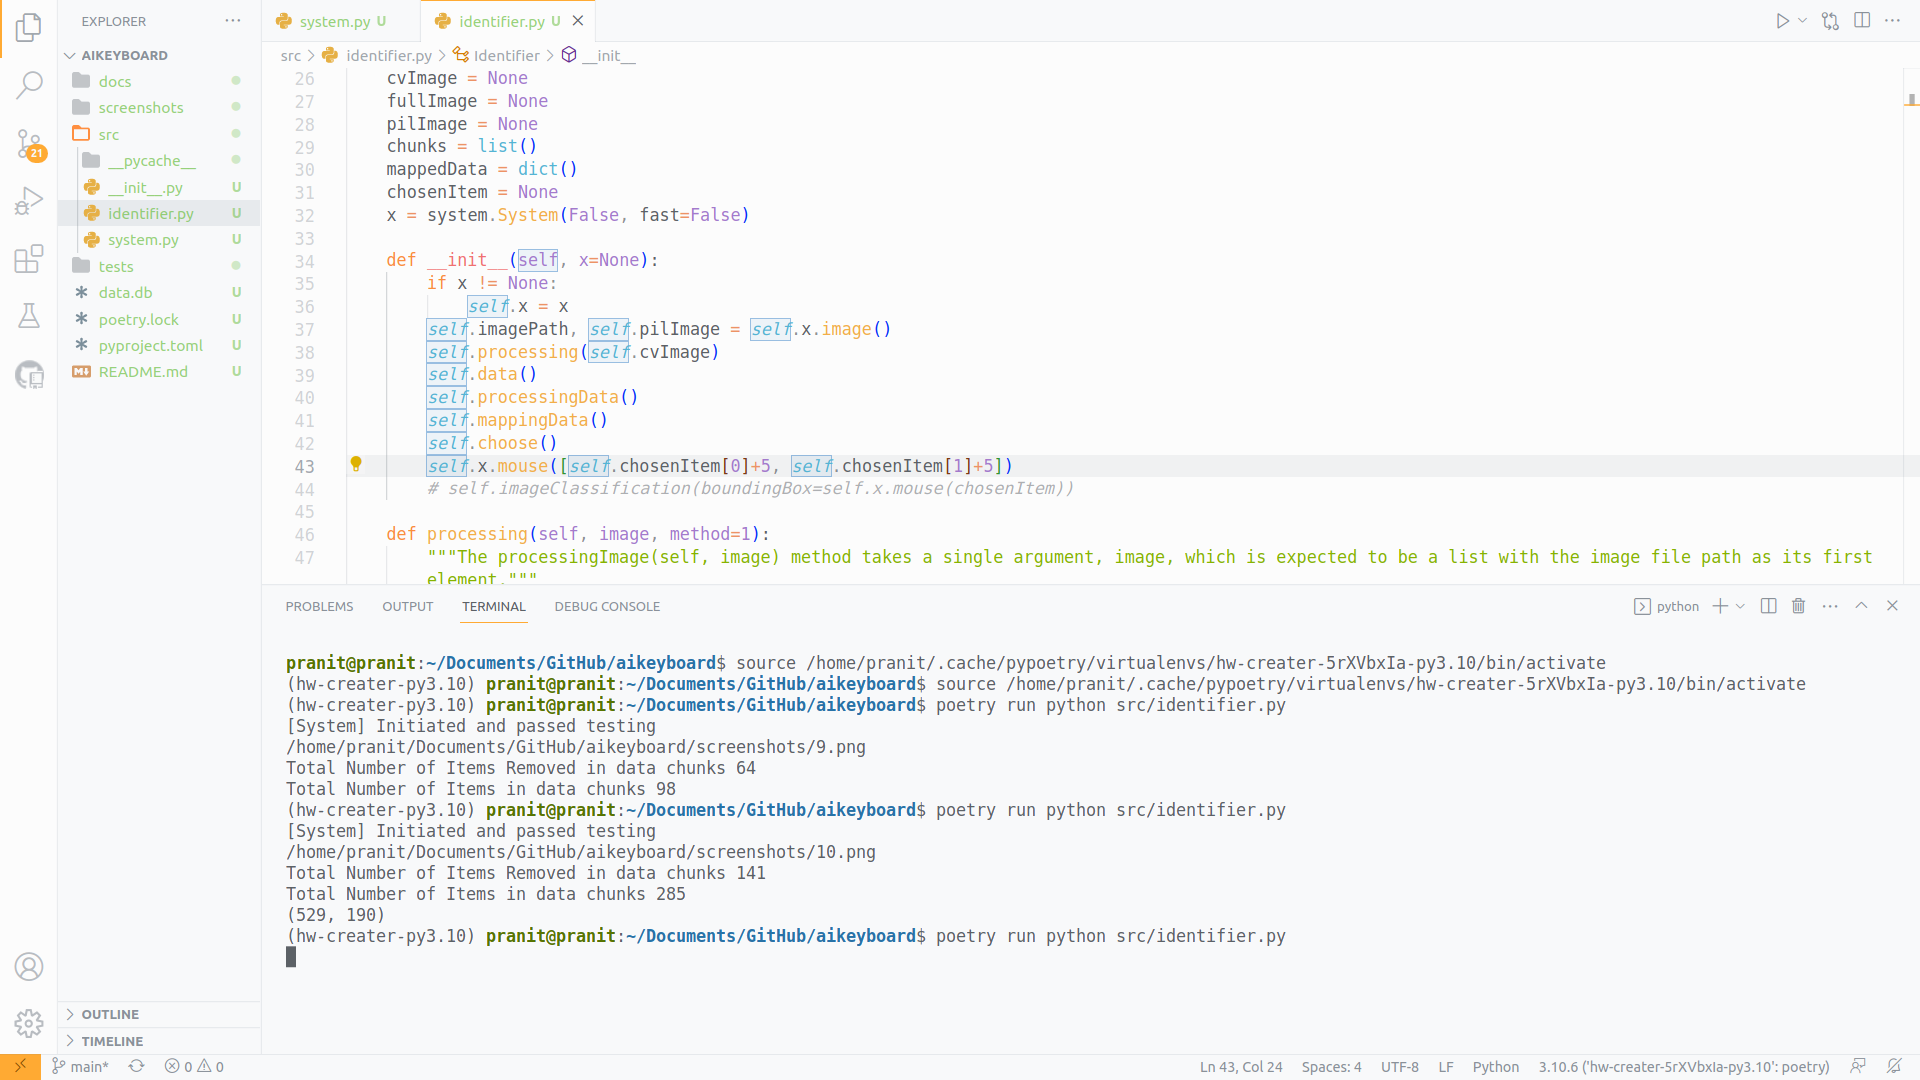 EXPLORER
AIKEYBOARD
docs
screenshots
src
__pycache__
__init__.py U
identifier.py U
system.py U
tests
data.db U
poetry.lock U
pyproject.toml U
README.md U
21
OUTLINE
TIMELINE
system.py U
identifier.py U
src > identifier.py > Identifier > __init__
26 cvImage = None
27 fullImage = None
28 pilImage = None
29 chunks = list()
30 mappedData = dict()
31 chosenItem = None
32 x = system.System(False, fast=False)
33
34 def __init__(self, x=None):
35 if x != None:
36 self.x = x
37 self.imagePath, self.pilImage = self.x.image()
38 self.processing(self.cvImage)
39 self.data()
40 self.processingData()
41 self.mappingData()
42 self.choose()
43 self.x.mouse([self.chosenItem[0]+5, self.chosenItem[1]+5])
44 # self.imageClassification(boundingBox=self.x.mouse(chosenItem))
45
46 def processing(self, image, method=1):
47 """The processingImage(self, image) method takes a single argument, image, which is expected to be a list with the image file path as its first
element."""
PROBLEMS OUTPUT TERMINAL DEBUG CONSOLE
python
pranit@pranit:~/Documents/GitHub/aikeyboard$ source /home/pranit/.cache/pypoetry/virtualenvs/hw-creater-5rXVbxIa-py3.10/bin/activate
(hw-creater-py3.10) pranit@pranit:~/Documents/GitHub/aikeyboard$ source /home/pranit/.cache/pypoetry/virtualenvs/hw-creater-5rXVbxIa-py3.10/bin/activate
(hw-creater-py3.10) pranit@pranit:~/Documents/GitHub/aikeyboard$ poetry run python src/identifier.py
[System] Initiated and passed testing
/home/pranit/Documents/GitHub/aikeyboard/screenshots/9.png
Total Number of Items Removed in data chunks 64
Total Number of Items in data chunks 98
(hw-creater-py3.10) pranit@pranit:~/Documents/GitHub/aikeyboard$ poetry run python src/identifier.py
[System] Initiated and passed testing
/home/pranit/Documents/GitHub/aikeyboard/screenshots/10.png
Total Number of Items Removed in data chunks 141
Total Number of Items in data chunks 285
(529, 190)
(hw-creater-py3.10) pranit@pranit:~/Documents/GitHub/aikeyboard$ poetry run python src/identifier.py
main* 0 0 Ln 43, Col 24 Spaces: 4 UTF-8 LF Python 3.10.6 ('hw-creater-5rXVbxIa-py3.10': poetry)